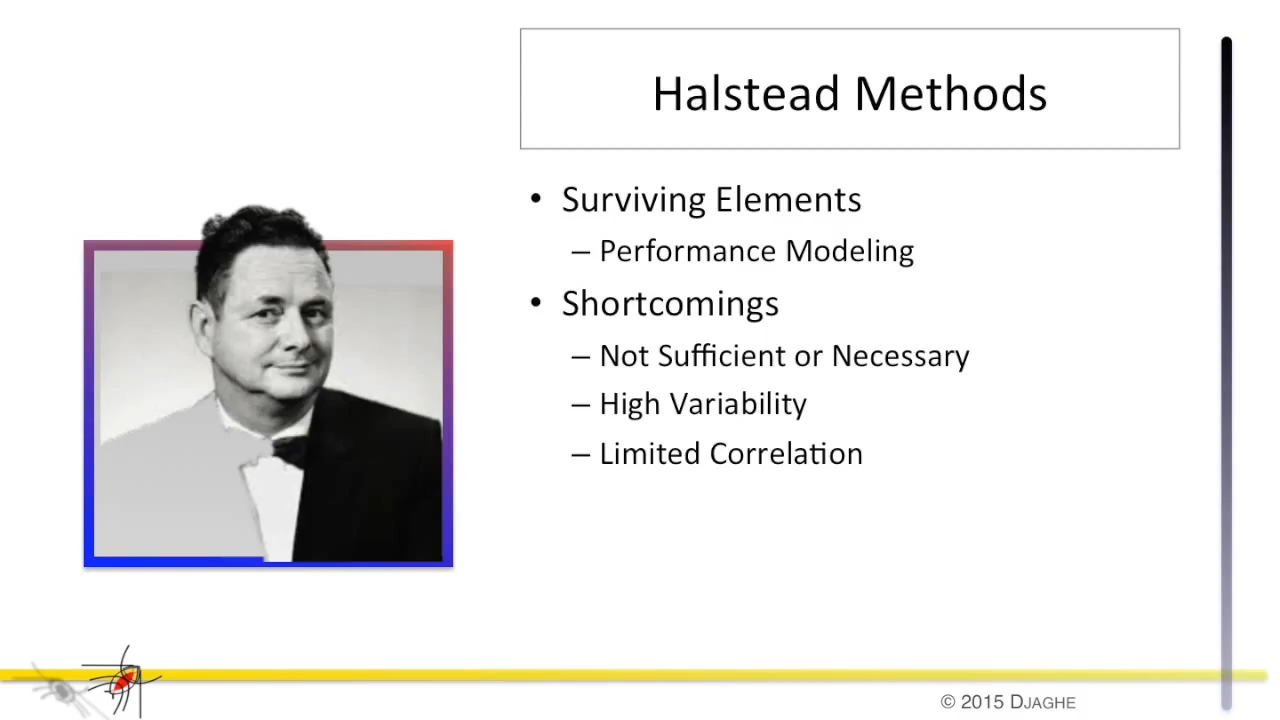 Halstead Methods
• Surviving Elements
– Performance Modeling
• Shortcomings
– Not Sufficient or Necessary
– High Variability
– Limited Correlation
© 2015 DJAGHE